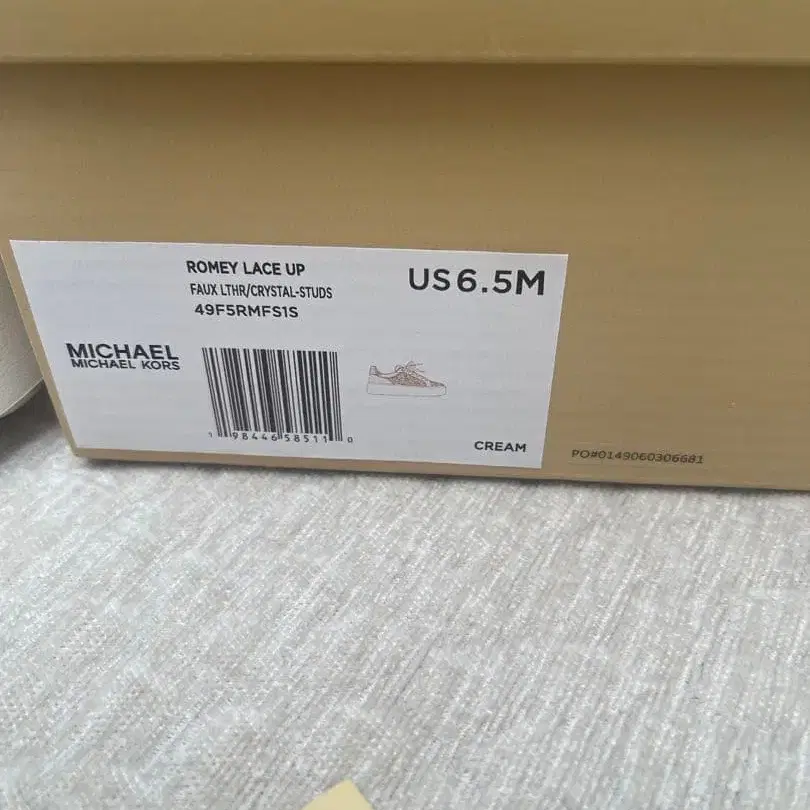 ROMEY LACE UP
FAUX LTHR/CRYSTAL-STUDS
49F5RMFS1S
US6.5M
MICHAEL
MICHAEL KORS
1 98446 58511 0
CREAM
PO#0149060306681